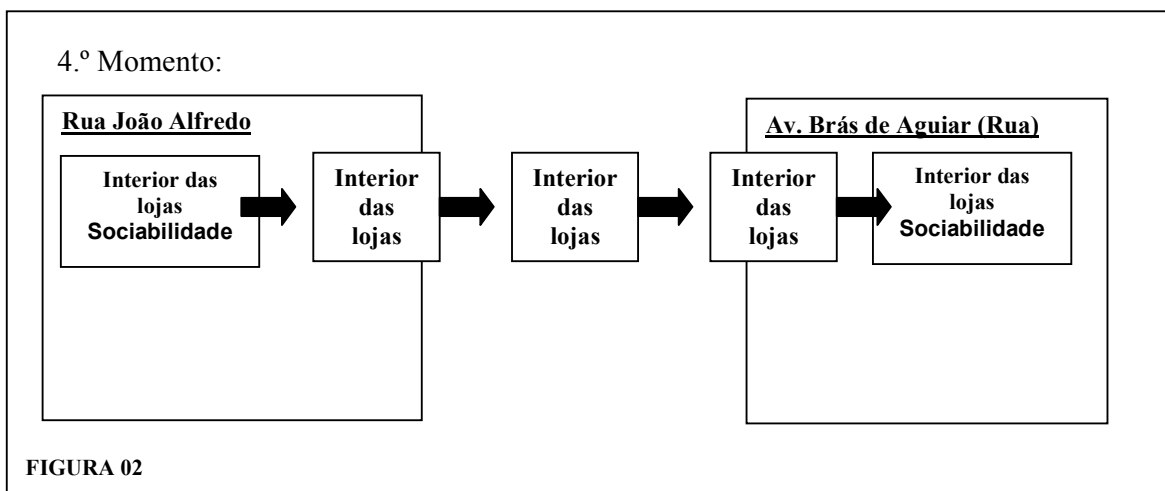 4.º Momento:
Rua João Alfredo
Av. Brás de Aguiar (Rua)
Interior das
lojas
Sociabilidade
Interior
das
lojas
Interior
das
lojas
Interior
das
lojas
Interior das
lojas
Sociabilidade
FIGURA 02